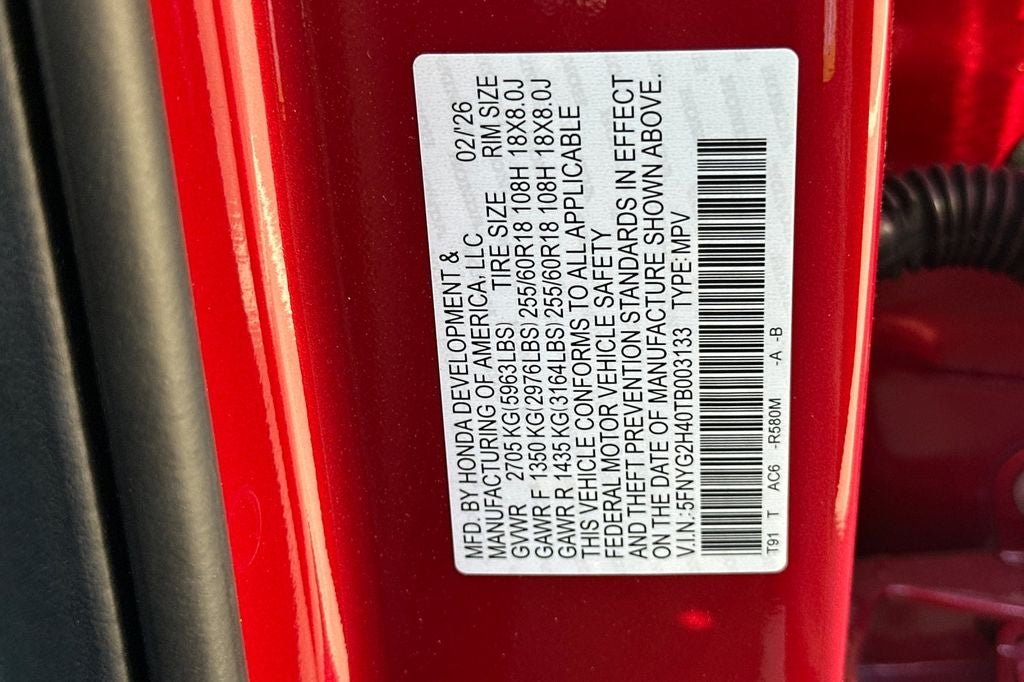 MFD. BY HONDA DEVELOPMENT &
MANUFACTURING OF AMERICA, LLC 02/'26
GVWR 2705 KG(5963LBS) TIRE SIZE RIM SIZE
GAWR F 1350 KG(2976LBS) 255/60R18 108H 18X8.0J
GAWR R 1435 KG(3164LBS) 255/60R18 108H 18X8.0J
THIS VEHICLE CONFORMS TO ALL APPLICABLE
FEDERAL MOTOR VEHICLE SAFETY
AND THEFT PREVENTION STANDARDS IN EFFECT
ON THE DATE OF MANUFACTURE SHOWN ABOVE.
V.I.N.:5FNYG2H40TB003133 TYPE:MPV
T91 T AC6 -R580M -A -B